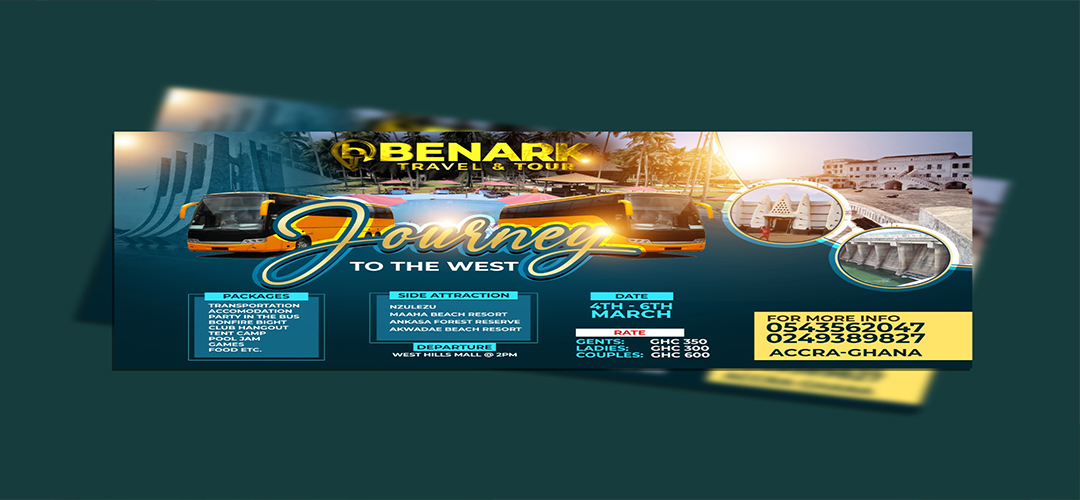 BENARK
TRAVEL & TOUR
Journey
TO THE WEST
PACKAGES
TRANSPORTATION
ACCOMODATION
PARTY IN THE BUS
BONFIRE BIGHT
CLUB HANGOUT
TENT CAMP
POOL JAM
GAMES
FOOD ETC.
SIDE ATTRACTION
NZULEZU
MAAHA BEACH RESORT
ANKASA FOREST RESERVE
AKWADAE BEACH RESORT
DEPARTURE
WEST HILLS MALL @ 2PM
DATE
4TH - 6TH
MARCH
RATE
GENTS: GHC 350
LADIES: GHC 300
COUPLES: GHC 600
FOR MORE INFO
0543562047
0249389827
ACCRA-GHANA